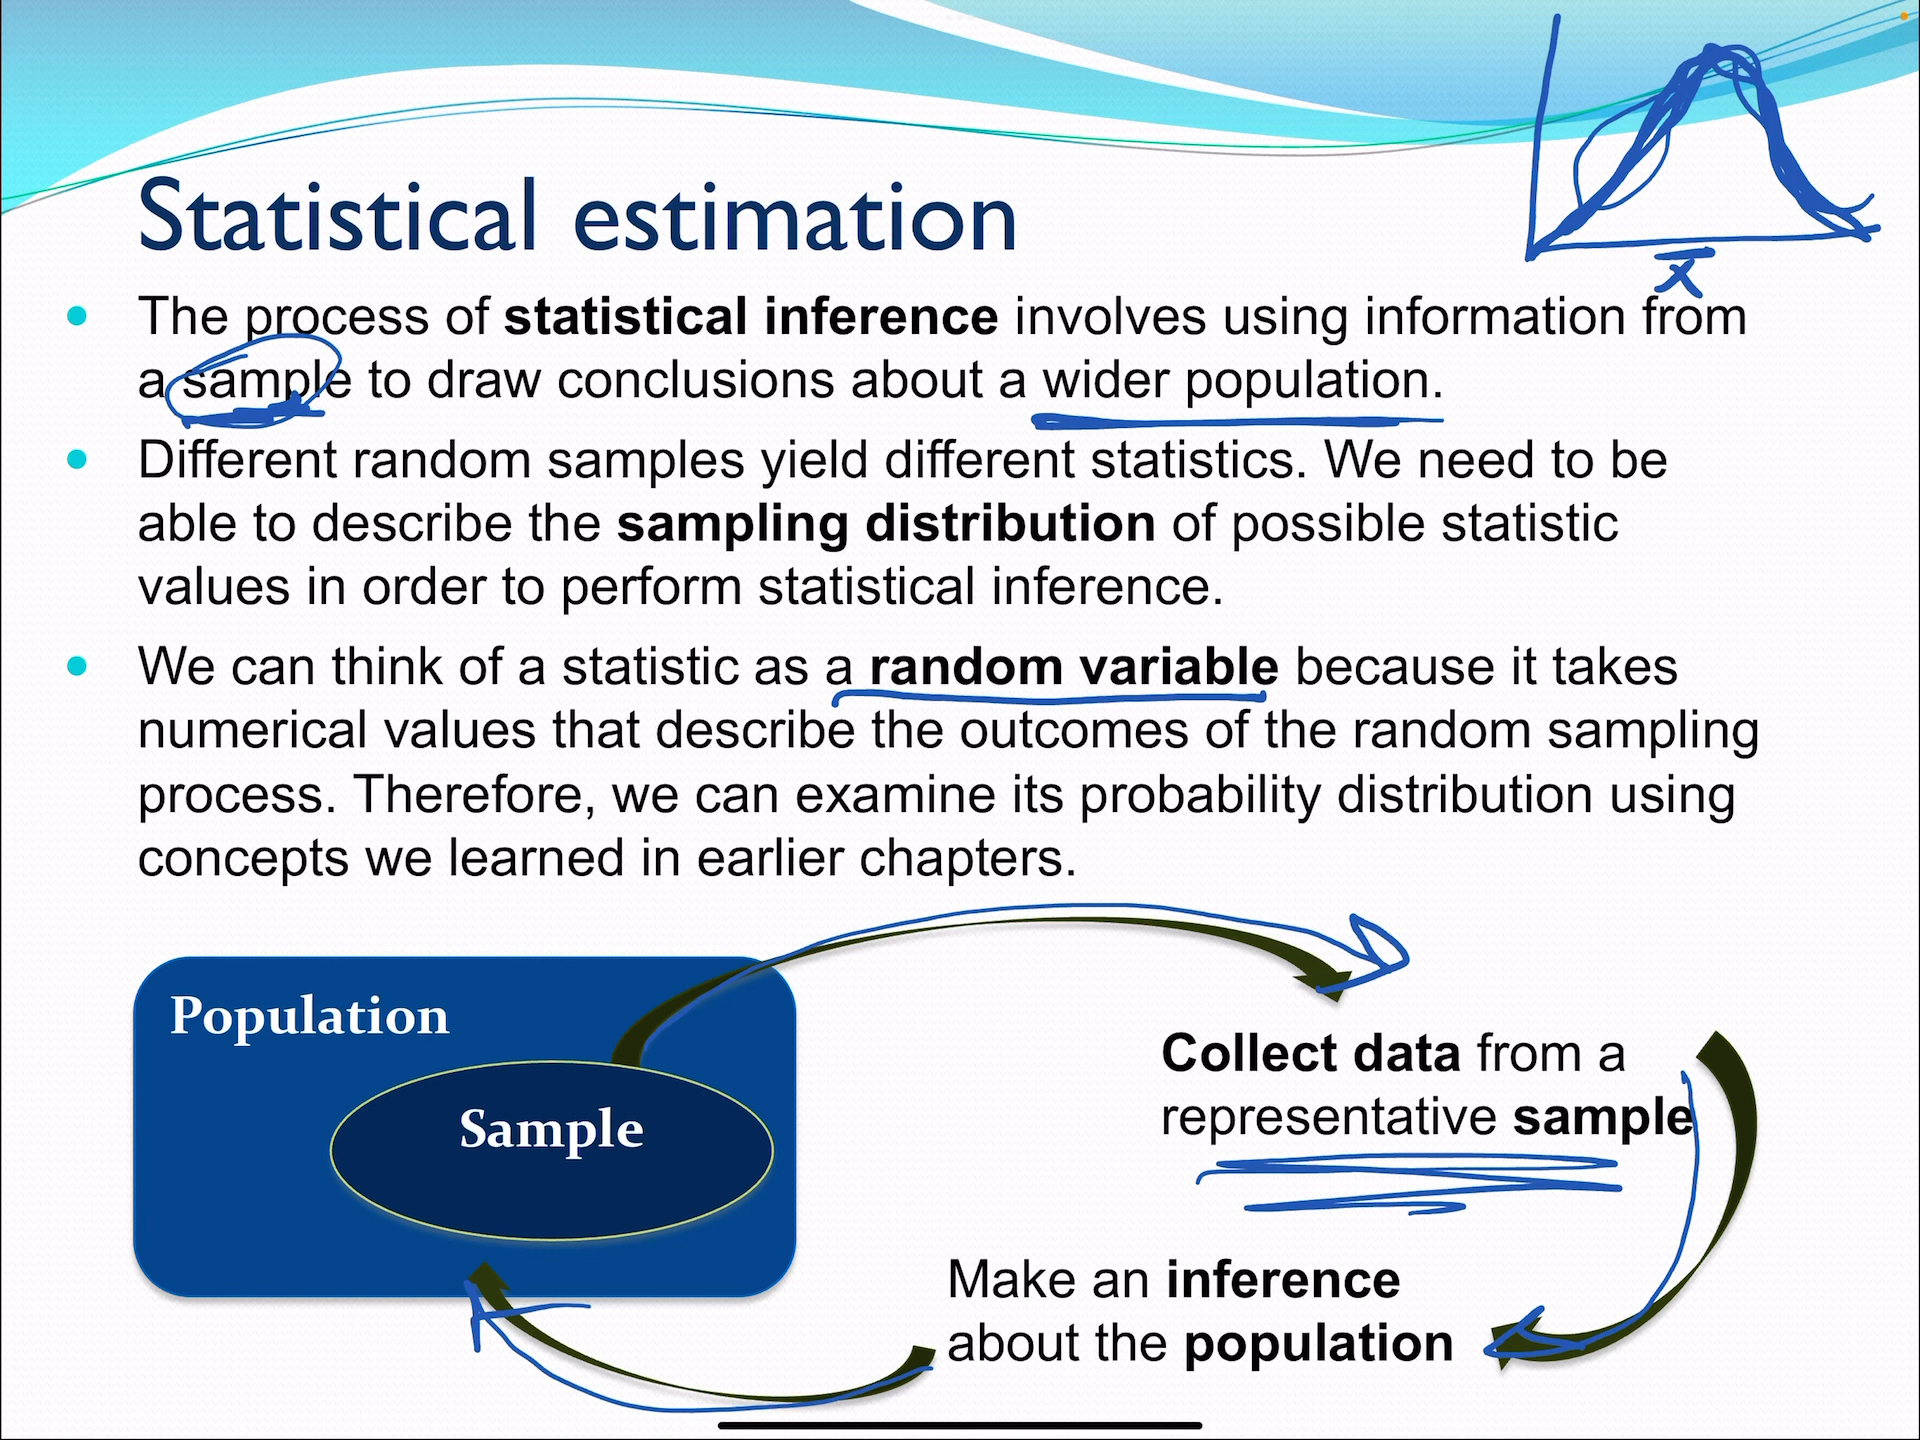 x̄
Statistical estimation
The process of statistical inference involves using information from
a sample to draw conclusions about a wider population.
Different random samples yield different statistics. We need to be
able to describe the sampling distribution of possible statistic
values in order to perform statistical inference.
We can think of a statistic as a random variable because it takes
numerical values that describe the outcomes of the random sampling
process. Therefore, we can examine its probability distribution using
concepts we learned in earlier chapters.
Population
Sample
Collect data from a
representative sample
Make an inference
about the population